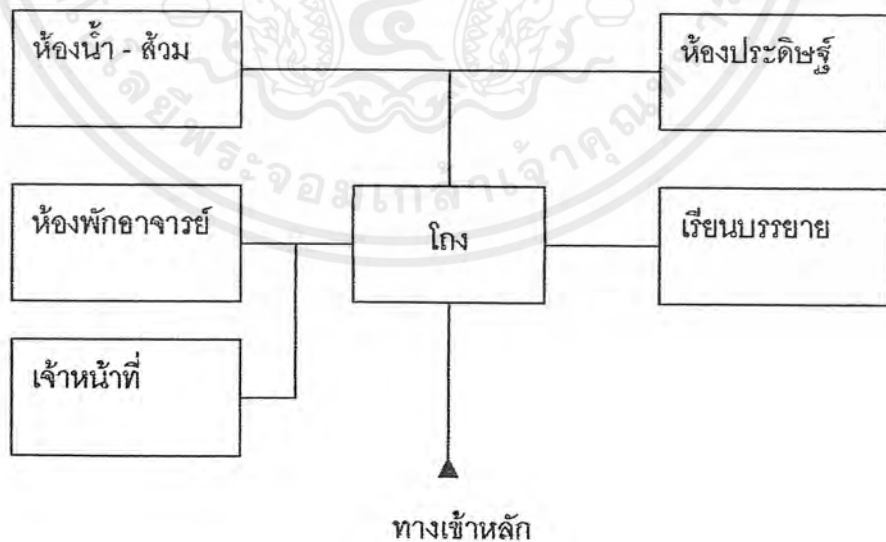 ห้องน้ำ - ส้วม
ห้องประดิษฐ์
ห้องพักอาจารย์
โถง
เรียนบรรยาย
เจ้าหน้าที่
ทางเข้าหลัก